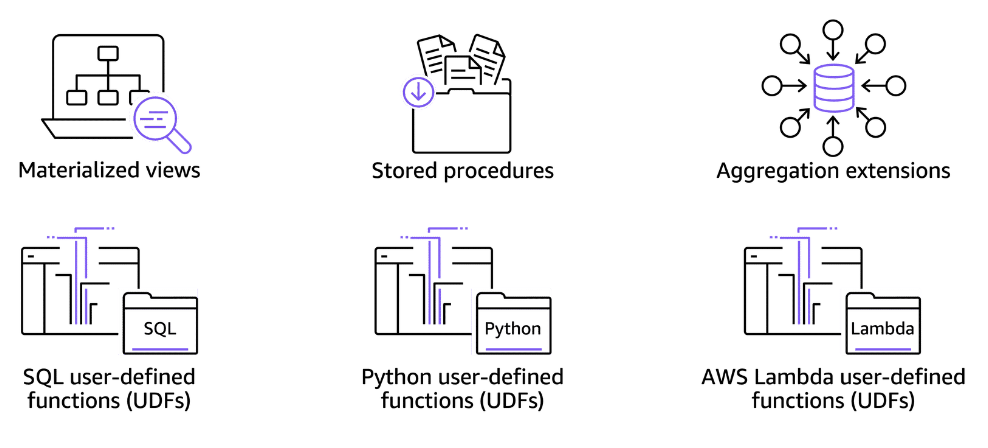 Materialized views
Stored procedures
Aggregation extensions
SQL
Python
Lambda
SQL user-defined
functions (UDFs)
Python user-defined
functions (UDFs)
AWS Lambda user-defined
functions (UDFs)